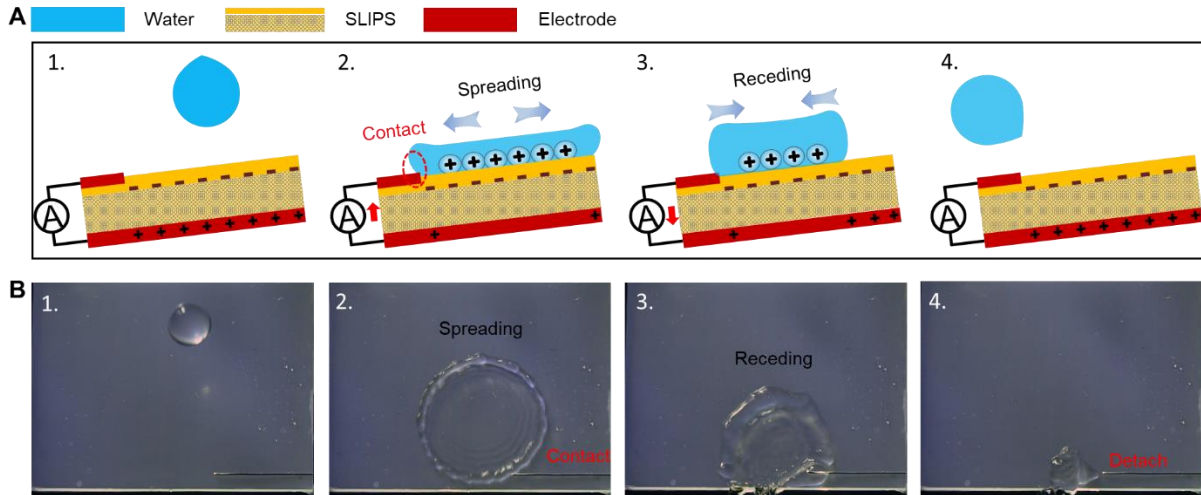 A
Water
SLIPS
Electrode
1.
2.
Spreading
Contact
3.
Receding
4.
A
A
A
A
+ + + + + + +
+ + + + + +
+ +
+ + + +
+ + +
+ + + + + + +
B
1.
2.
Spreading
Contact
3.
Receding
4.
Detach